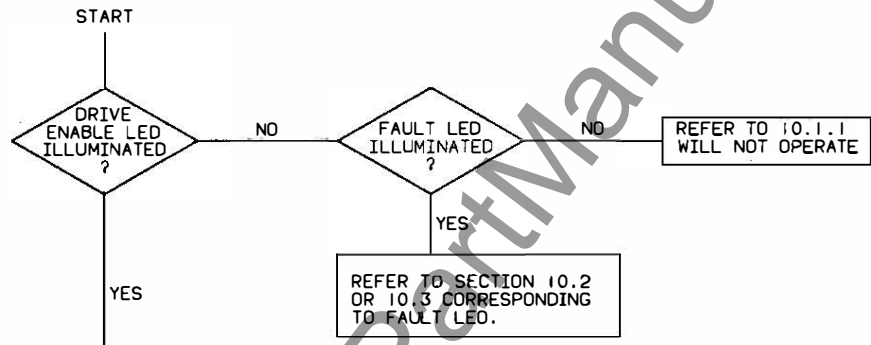 START
DRIVE
ENABLE LED
ILLUMINATED
?
NO
FAULT LED
ILLUMINATED
?
NO
REFER TO 10.1.1
WILL NOT OPERATE
YES
YES
REFER TO SECTION 10.2
OR 10.3 CORRESPONDING
TO FAULT LED.
PartManu